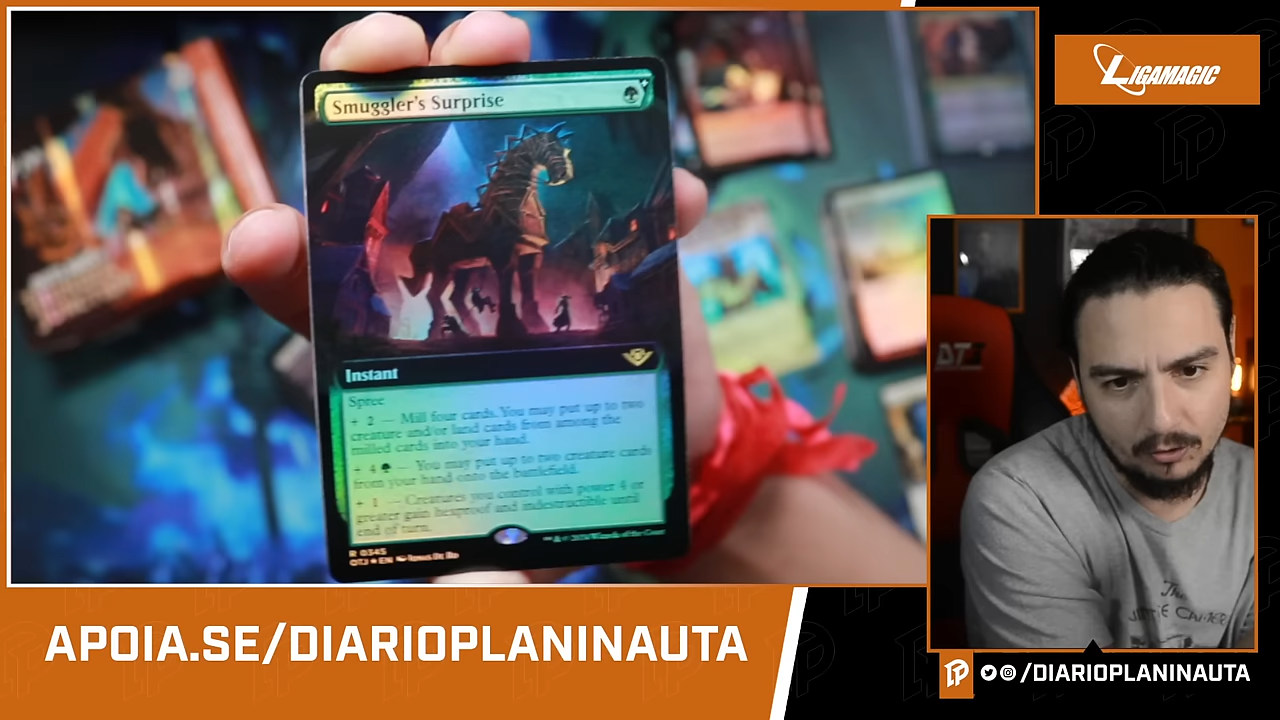 Smuggler's Surprise
Instant
Spree
+ 2 — Mill four cards. You may put up to two
creature and/or land cards from among the
milled cards into your hand.
+ 4 — You may put up to two creature cards
from your hand onto the battlefield.
+ 1 — Creatures you control with power 4 or
greater gain hexproof and indestructible until
end of turn.
R 0345
OTJ EN
LIGAMAGIC
APOIA.SE/DIARIOPLANINAUTA
/DIARIOPLANINAUTA